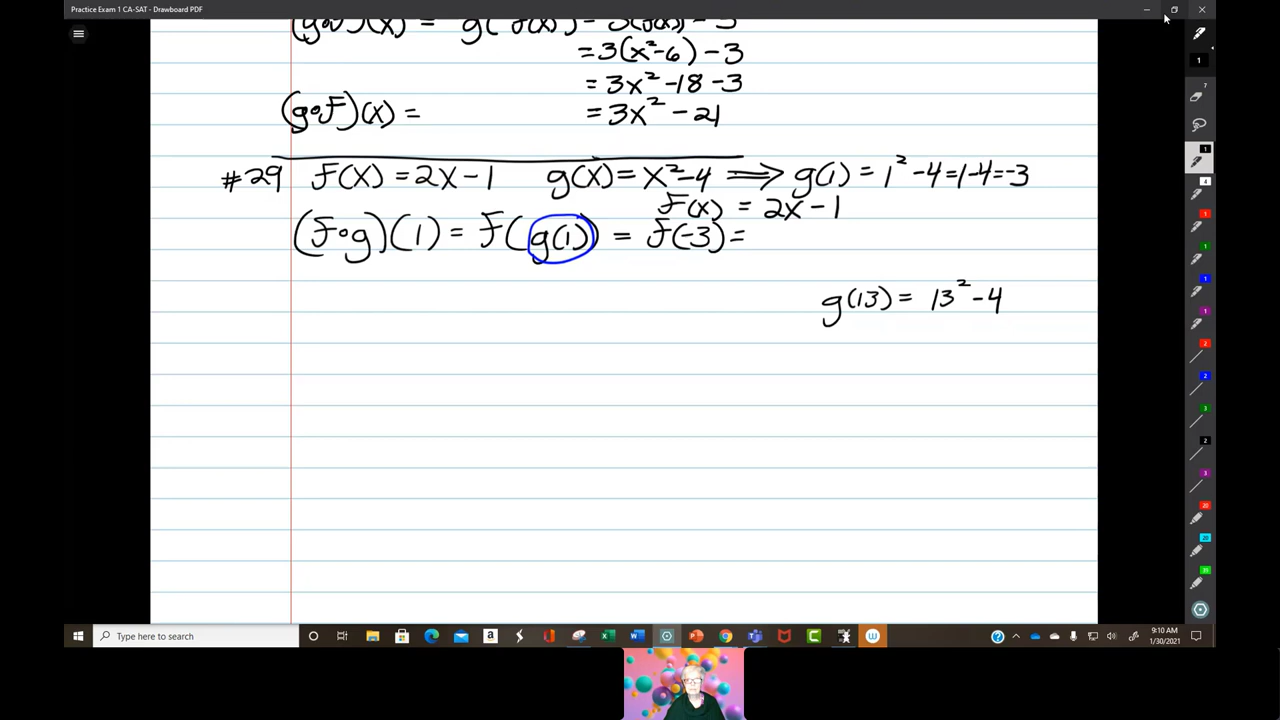 Practice Exam 1 CA-SAT - Drawboard PDF
(g∘f)(x) = g(f(x)) = 3(f(x)) - 3
= 3(x²-6) - 3
= 3x² - 18 - 3
(g∘f)(x) = = 3x² - 21
#29 f(x) = 2x - 1 g(x) = x² - 4 ⟹ g(1) = 1² - 4 = 1-4 = -3
f(x) = 2x - 1
(f∘g)(1) = f(g(1)) = f(-3) =
g(13) = 13² - 4
Type here to search
9:10 AM
1/30/2021